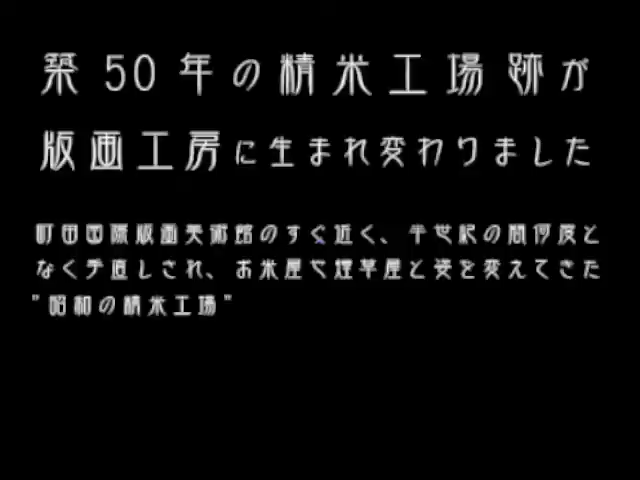 築50年の精米工場跡が
版画工房に生まれ変わりました
町田国際版画美術館のすぐ近く、半世紀の間何度と
なく手直しされ、お米屋や煙草屋と姿を変えてきた
"昭和の精米工場"